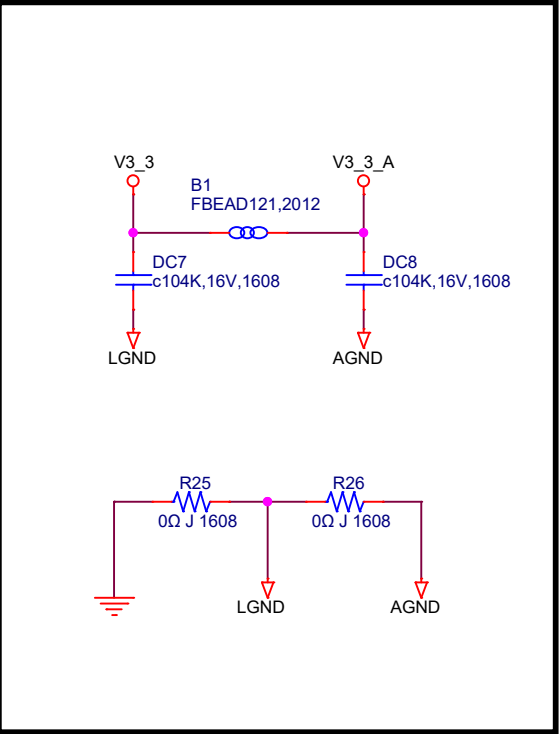 V3_3
V3_3_A
B1
FBEAD121,2012
DC7
c104K,16V,1608
DC8
c104K,16V,1608
LGND
AGND
R25
0Ω J 1608
R26
0Ω J 1608
LGND
AGND